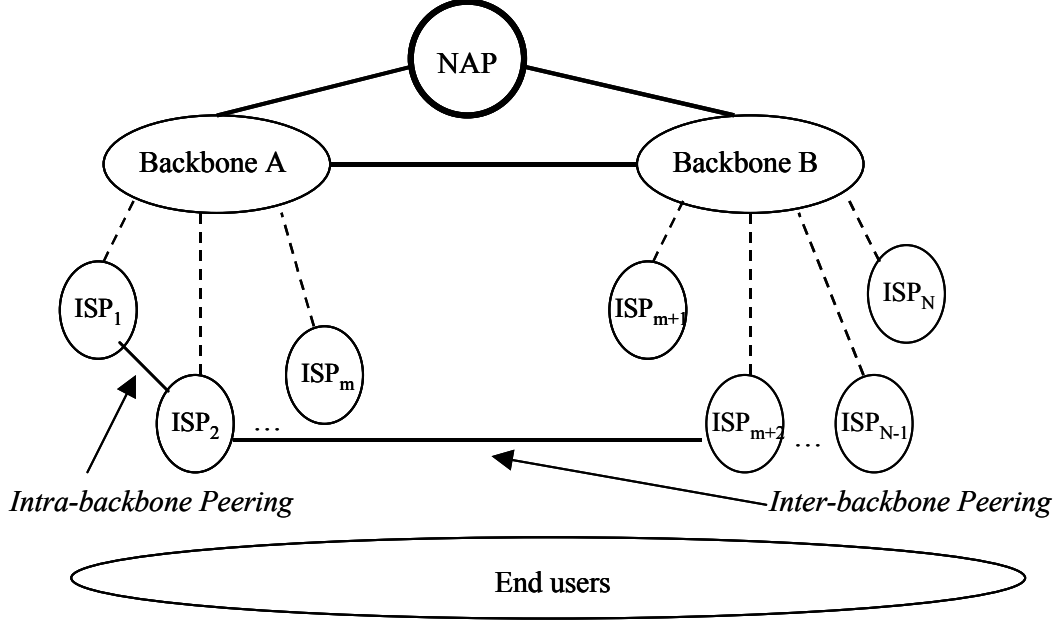 NAP
Backbone A
Backbone B
ISP1
ISPm+1
ISPN
ISPm
ISP2
...
ISPm+2
...
ISPN-1
Intra-backbone Peering
Inter-backbone Peering
End users